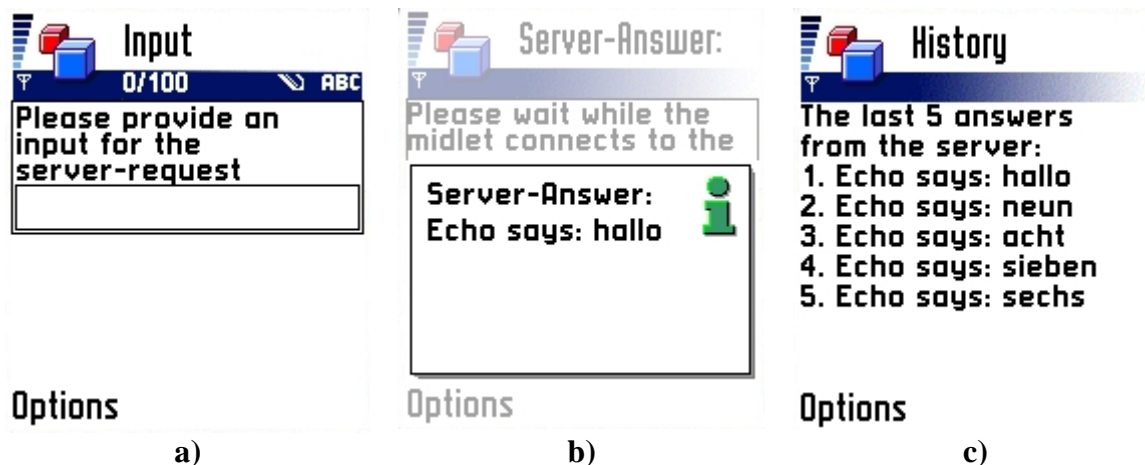 Input
0/100 ABC
Please provide an
input for the
server-request
Options
a)
Server-Answer:
Please wait while the
midlet connects to the
Server-Answer:
Echo says: hallo
Options
b)
History
The last 5 answers
from the server:
1. Echo says: hallo
2. Echo says: neun
3. Echo says: acht
4. Echo says: sieben
5. Echo says: sechs
Options
c)